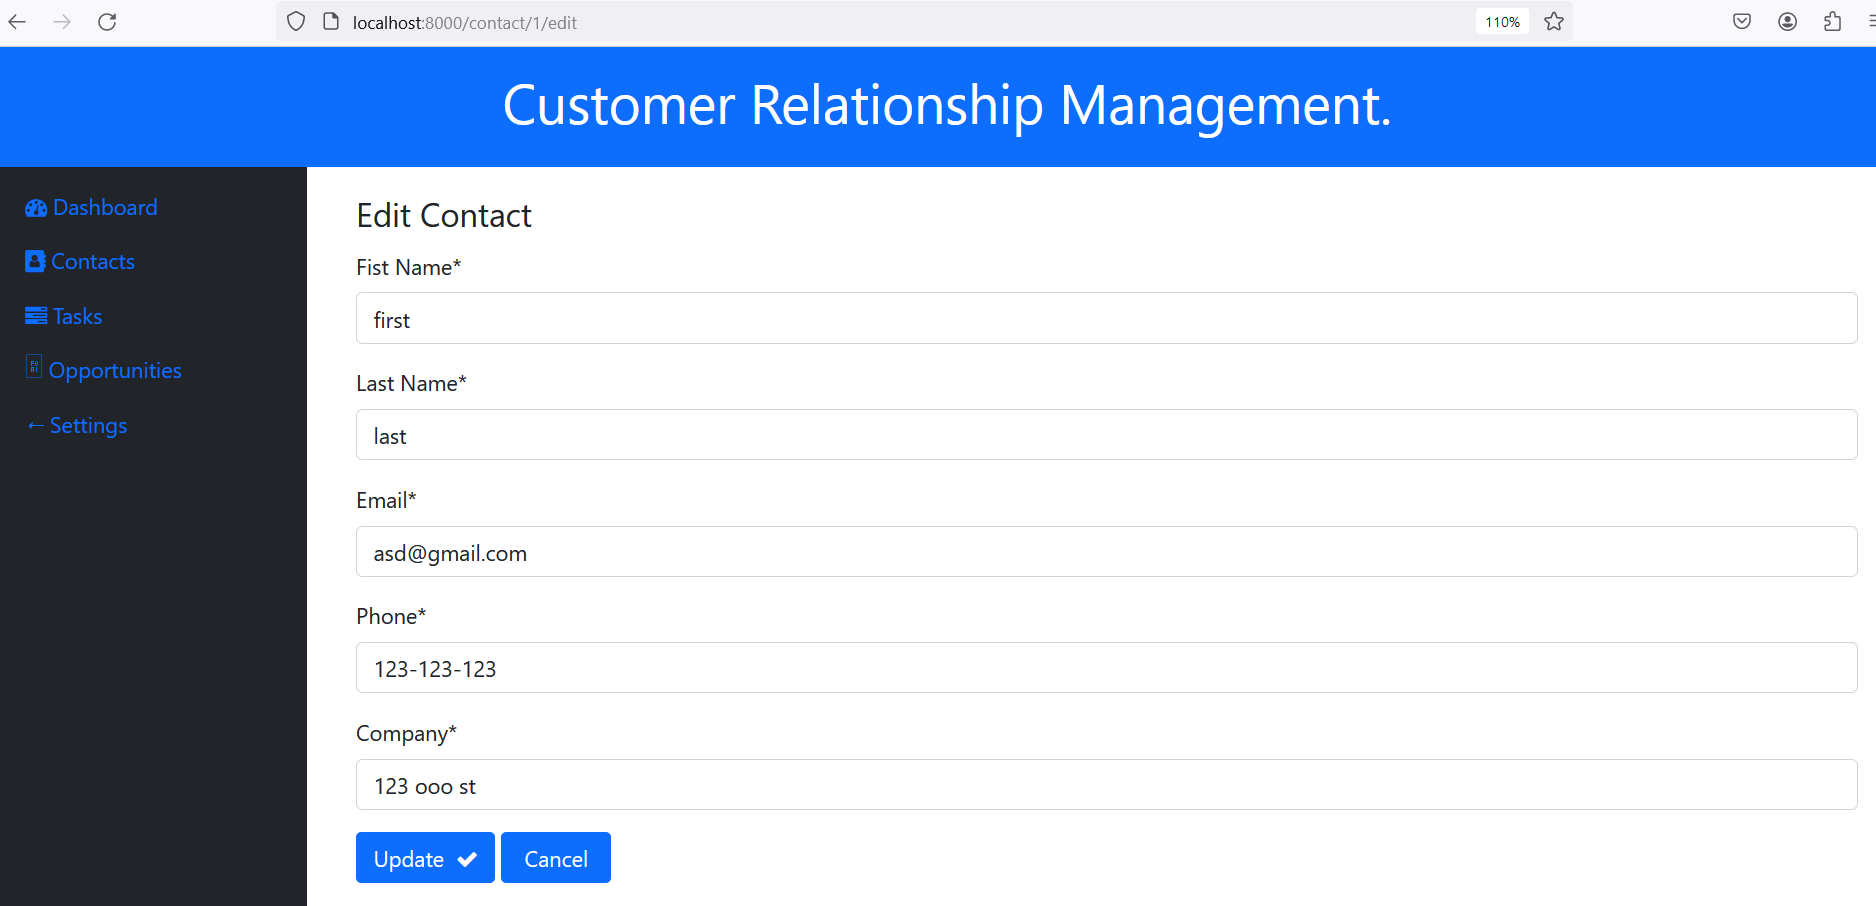 localhost:8000/contact/1/edit
110%
Customer Relationship Management.
Dashboard
Contacts
Tasks
Opportunities
Settings
Edit Contact
Fist Name*
first
Last Name*
last
Email*
asd@gmail.com
Phone*
123-123-123
Company*
123 ooo st
Update
Cancel